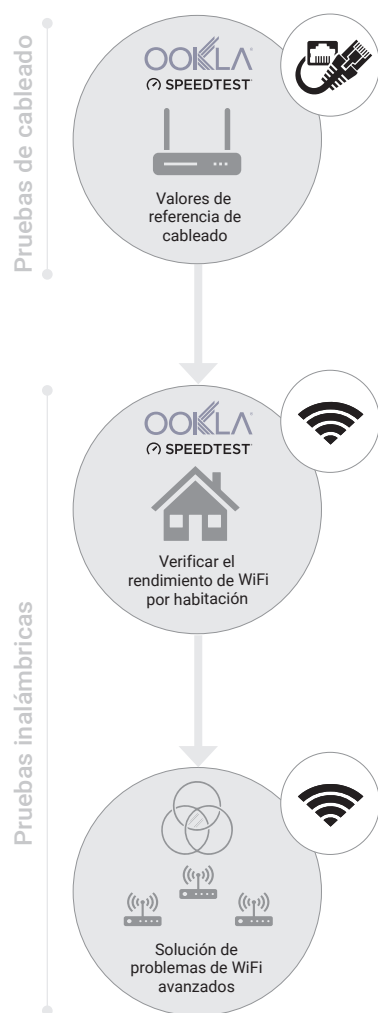 Pruebas de cableado
OOKLA
SPEEDTEST
Valores de
referencia de
cableado
Pruebas inalámbricas
OOKLA
SPEEDTEST
Verificar el
rendimiento de WiFi
por habitación
Solución de
problemas de WiFi
avanzados